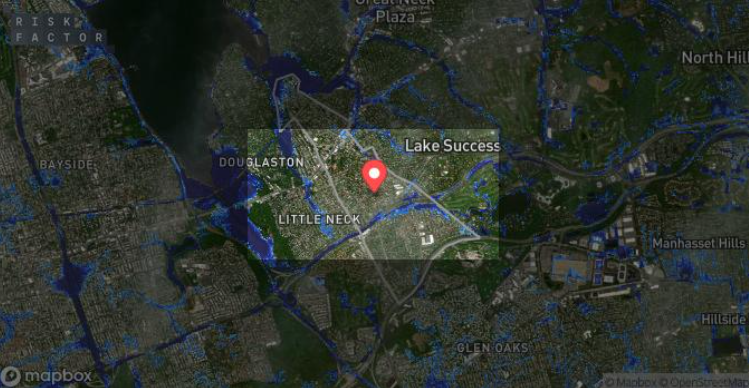 Great Neck
Plaza
RISK
FACTOR
North Hill
Lake Success
BAYSIDE
DOUGLASTON
LITTLE NECK
Manhasset Hills
Hillside
GLEN OAKS
mapbox
© Mapbox © OpenStreetMap